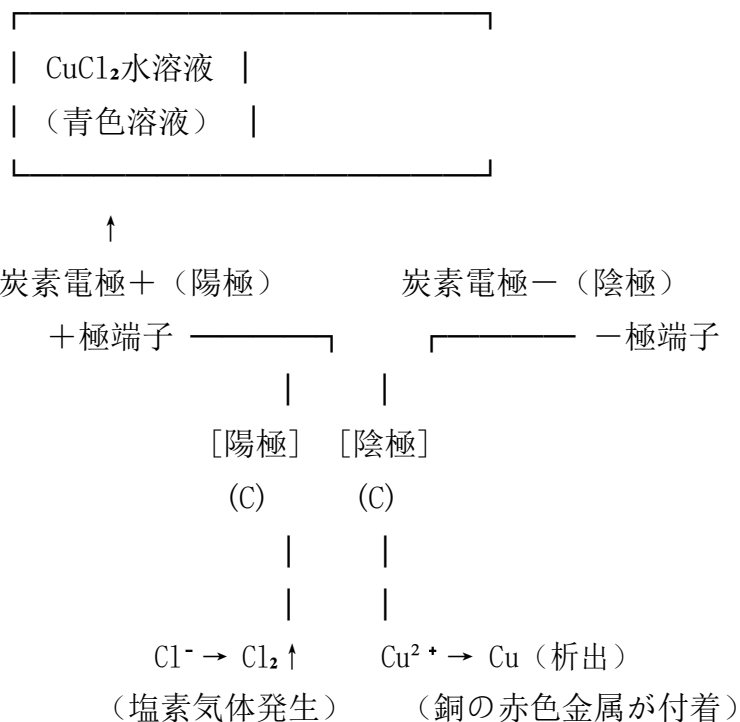 CuCl₂水溶液
（青色溶液）
↑
炭素電極＋（陽極） 炭素電極－（陰極）
＋極端子 －極端子
[陽極] [陰極]
(C) (C)
Cl⁻ → Cl₂↑ Cu²⁺ → Cu（析出）
（塩素気体発生） （銅の赤色金属が付着）